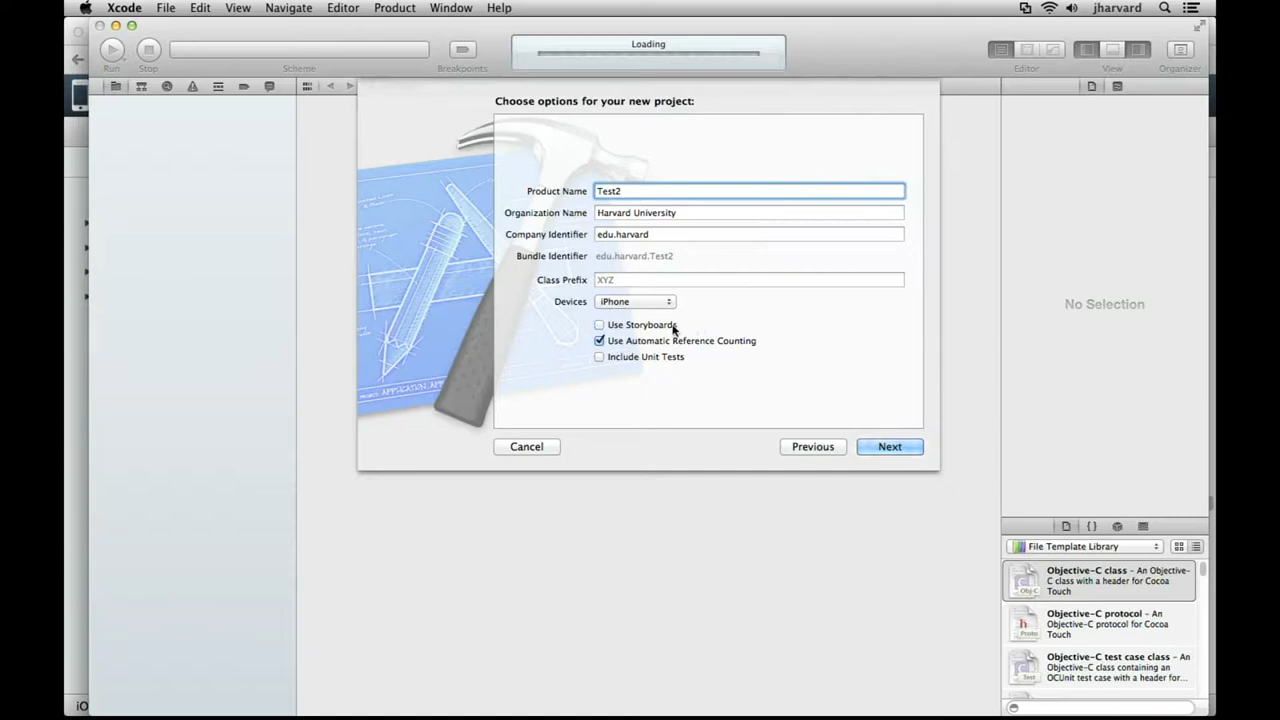 Xcode File Edit View Navigate Editor Product Window Help jharvard
Loading
Run Stop Scheme Breakpoints Editor View Organizer
Choose options for your new project:
Product Name Test2
Organization Name Harvard University
Company Identifier edu.harvard
Bundle Identifier edu.harvard.Test2
Class Prefix XYZ
Devices iPhone
Use Storyboards
Use Automatic Reference Counting
Include Unit Tests
Cancel Previous Next
No Selection
{}
File Template Library
Objective-C class – An Objective-
C class with a header for Cocoa
Touch
Objective-C protocol – An
Objective-C protocol for Cocoa
Touch
Objective-C test case class – An
Objective-C class containing an
OCUnit test case with a header for...
iO